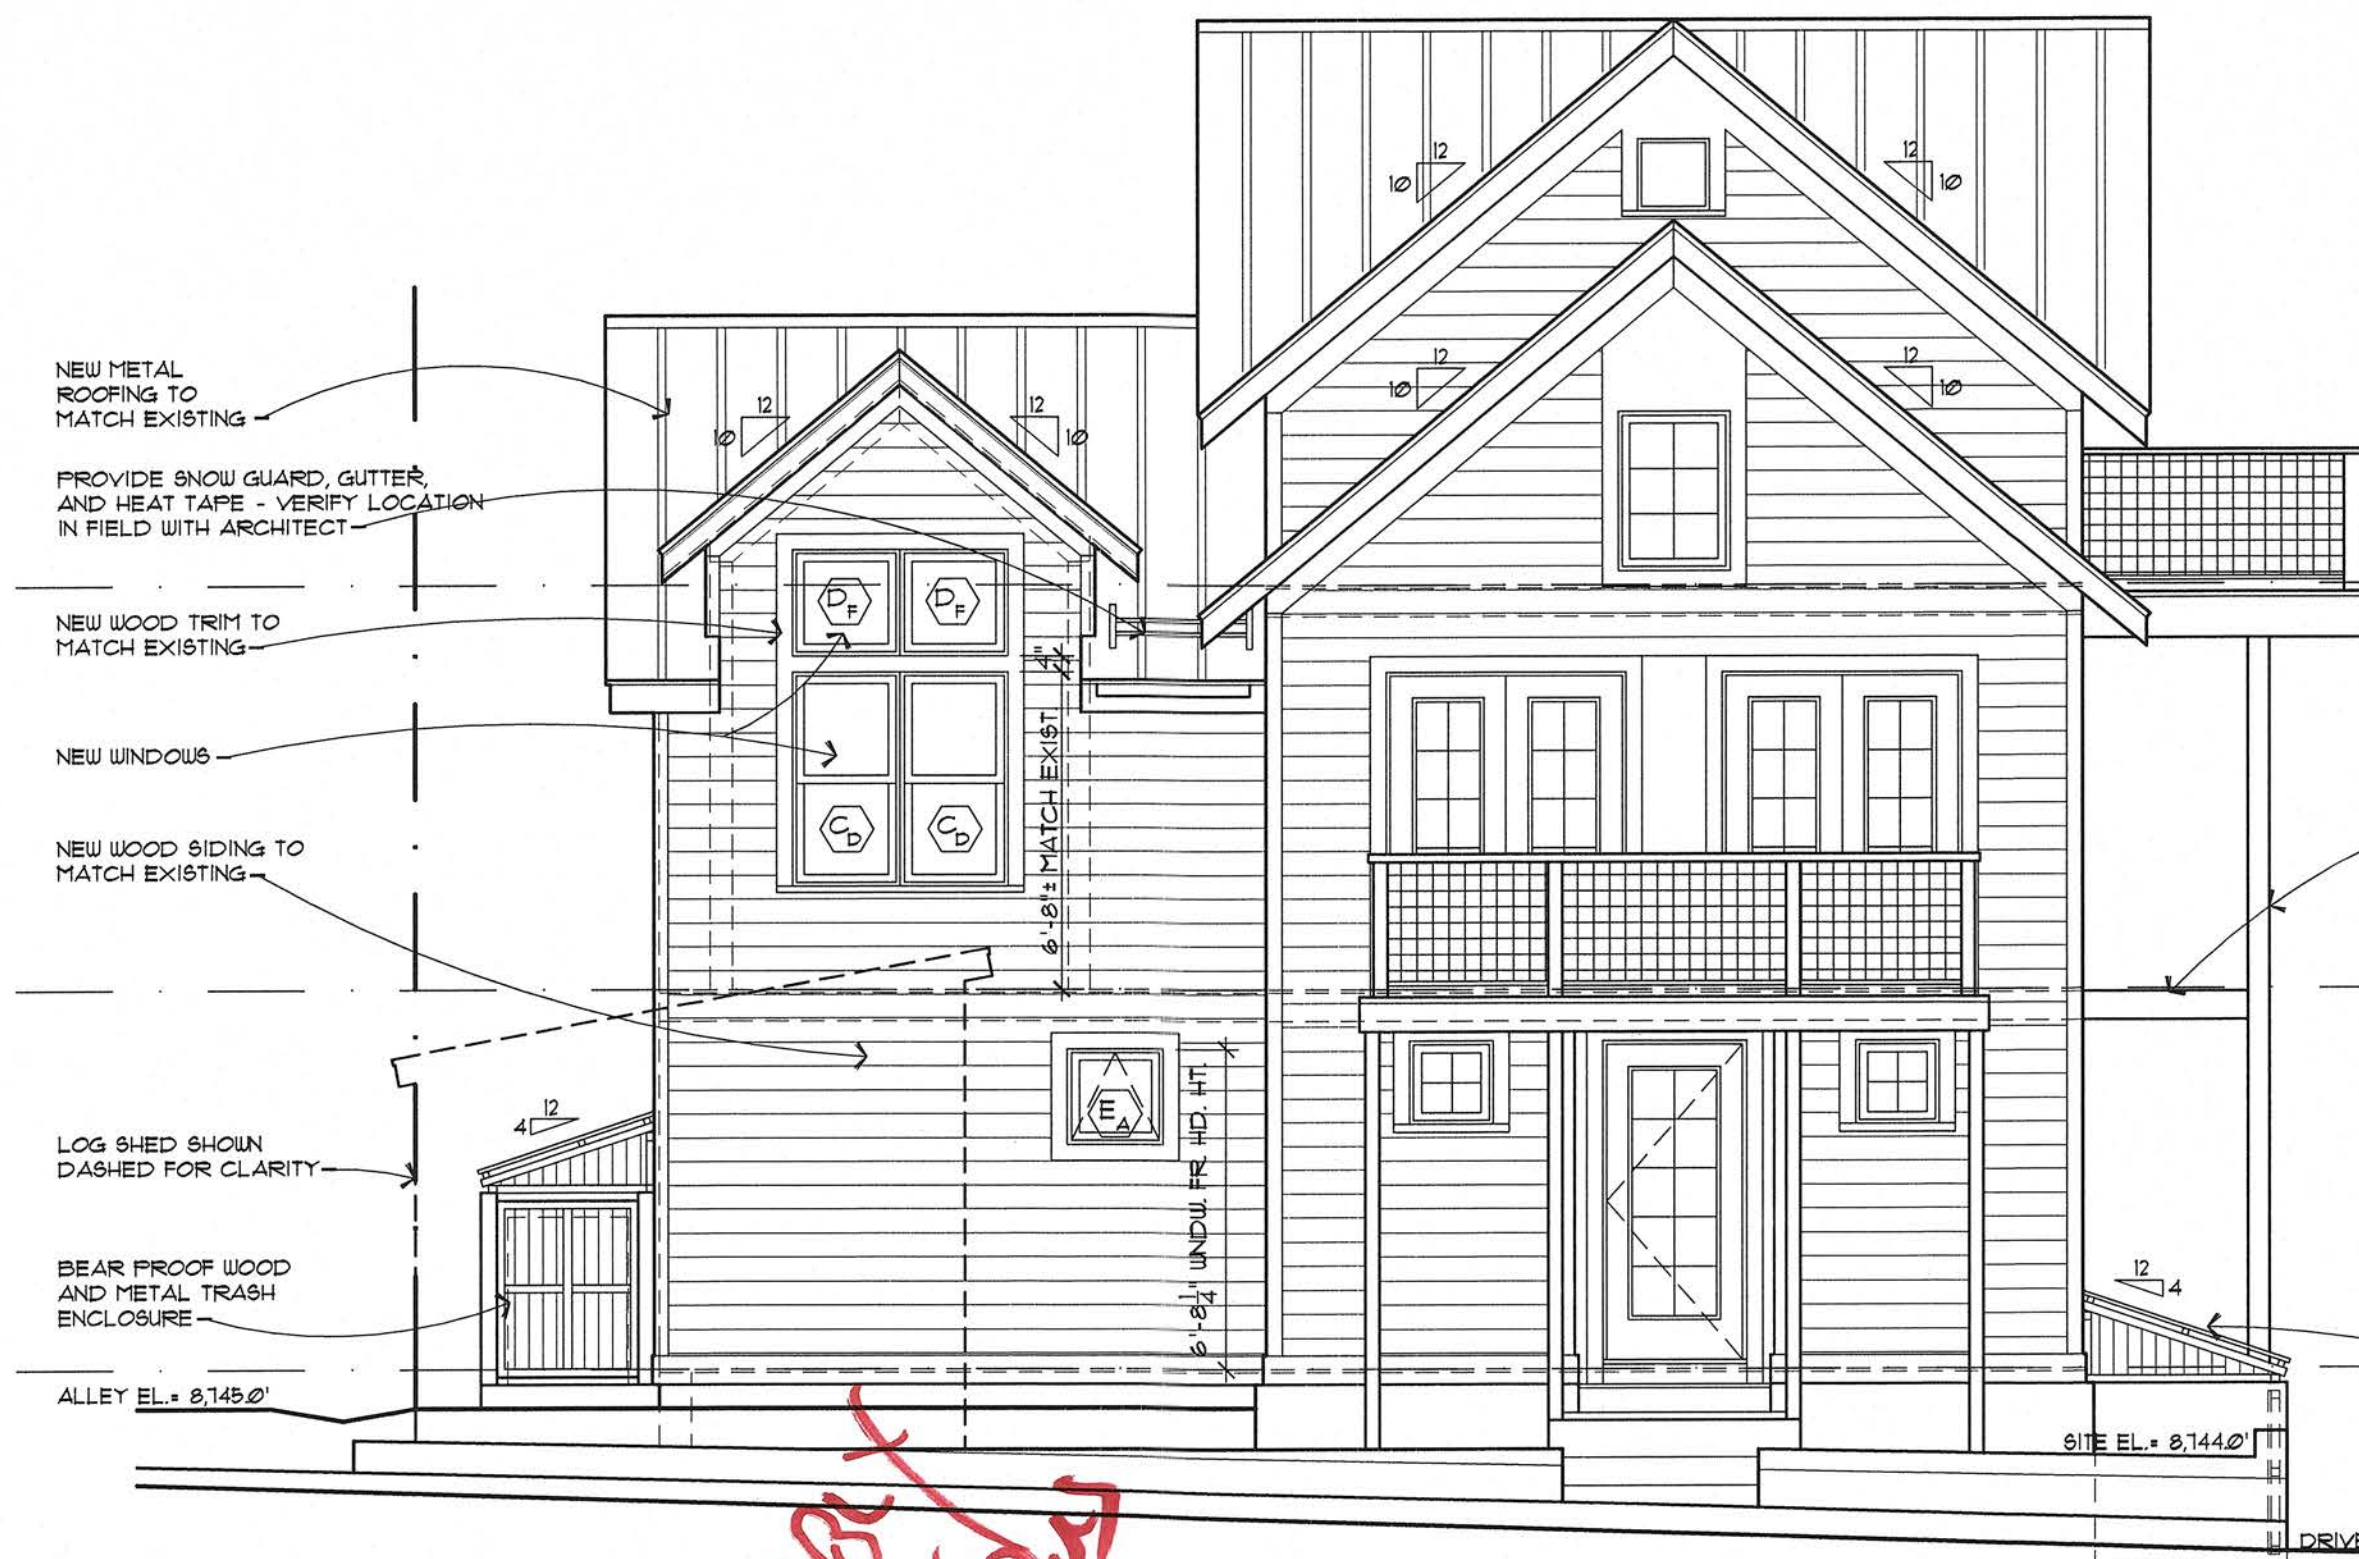 NEW METAL
ROOFING TO
MATCH EXISTING
PROVIDE SNOW GUARD, GUTTER,
AND HEAT TAPE - VERIFY LOCATION
IN FIELD WITH ARCHITECT
NEW WOOD TRIM TO
MATCH EXISTING
NEW WINDOWS
NEW WOOD SIDING TO
MATCH EXISTING
LOG SHED SHOWN
DASHED FOR CLARITY
BEAR PROOF WOOD
AND METAL TRASH
ENCLOSURE
ALLEY EL.= 8,745.0'
12
10
12
10
12
10
12
10
12
10
12
10
D F
D F
C D
C D
4"
6'-8"± MATCH EXIST.
E A
6'-8 1/4" WNDW. FR HD. HT.
12
4
12
4
SITE EL.= 8,744.0'
DRIVE